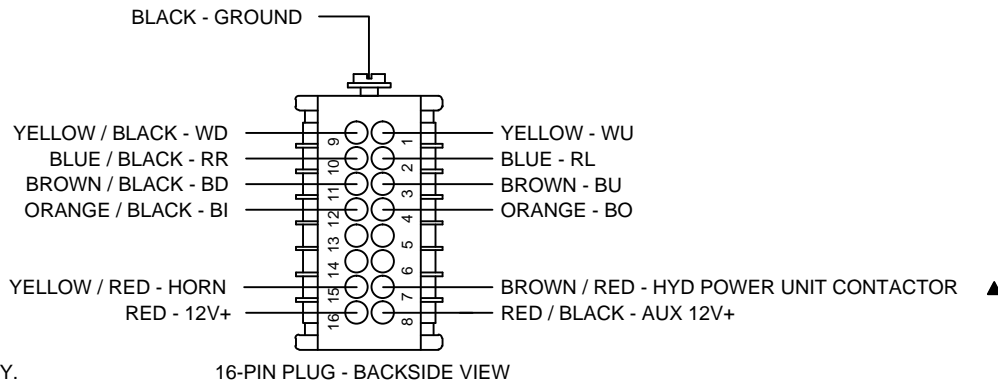 BLACK - GROUND
YELLOW / BLACK - WD
YELLOW - WU
BLUE / BLACK - RR
BLUE - RL
BROWN / BLACK - BD
BROWN - BU
ORANGE / BLACK - BI
ORANGE - BO
YELLOW / RED - HORN
BROWN / RED - HYD POWER UNIT CONTACTOR
RED - 12V+
RED / BLACK - AUX 12V+
9 1
10 2
11 3
12 4
13 5
14 6
15 7
16 8
Y.
16-PIN PLUG - BACKSIDE VIEW